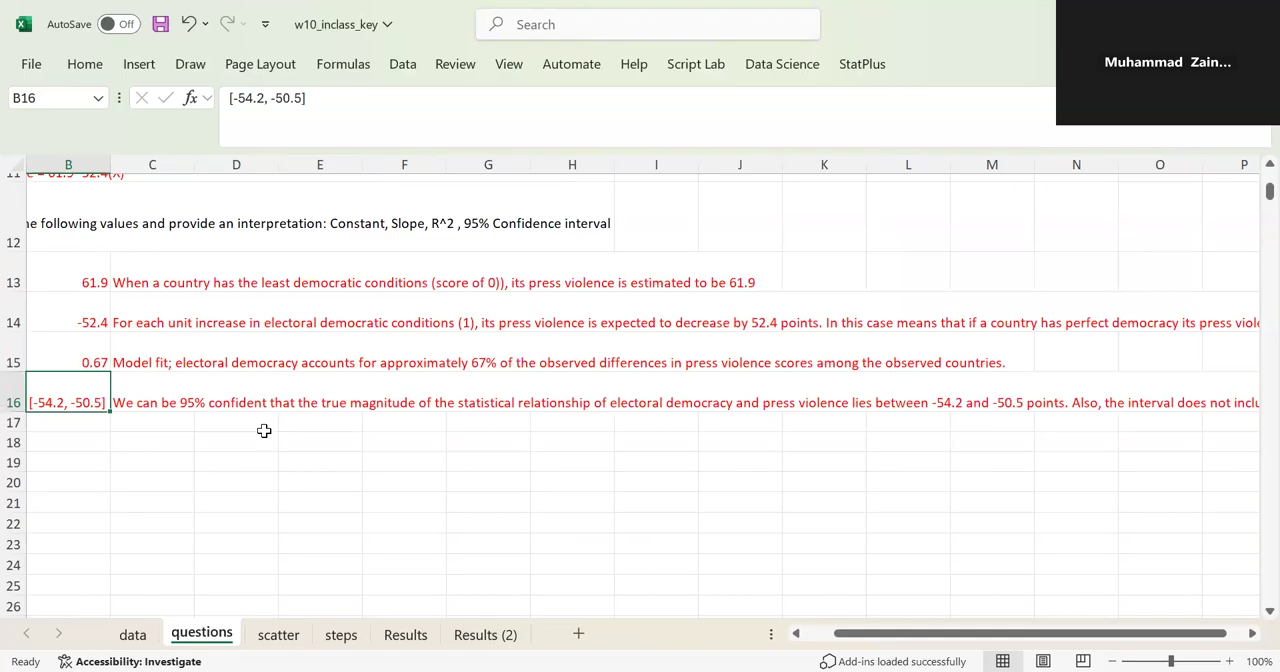 AutoSave Off w10_inclass_key Search Muhammad Zain...
File Home Insert Draw Page Layout Formulas Data Review View Automate Help Script Lab Data Science StatPlus
B16 fx [-54.2, -50.5]
B C D E F G H I J K L M N O P
11 = 61.9 -52.4(X)
12 he following values and provide an interpretation: Constant, Slope, R^2 , 95% Confidence interval
13 61.9 When a country has the least democratic conditions (score of 0)), its press violence is estimated to be 61.9
14 -52.4 For each unit increase in electoral democratic conditions (1), its press violence is expected to decrease by 52.4 points. In this case means that if a country has perfect democracy its press viole
15 0.67 Model fit; electoral democracy accounts for approximately 67% of the observed differences in press violence scores among the observed countries.
16 [-54.2, -50.5] We can be 95% confident that the true magnitude of the statistical relationship of electoral democracy and press violence lies between -54.2 and -50.5 points. Also, the interval does not inclu
17
18
19
20
21
22
23
24
25
26
data questions scatter steps Results Results (2)
Ready Accessibility: Investigate Add-ins loaded successfully 100%